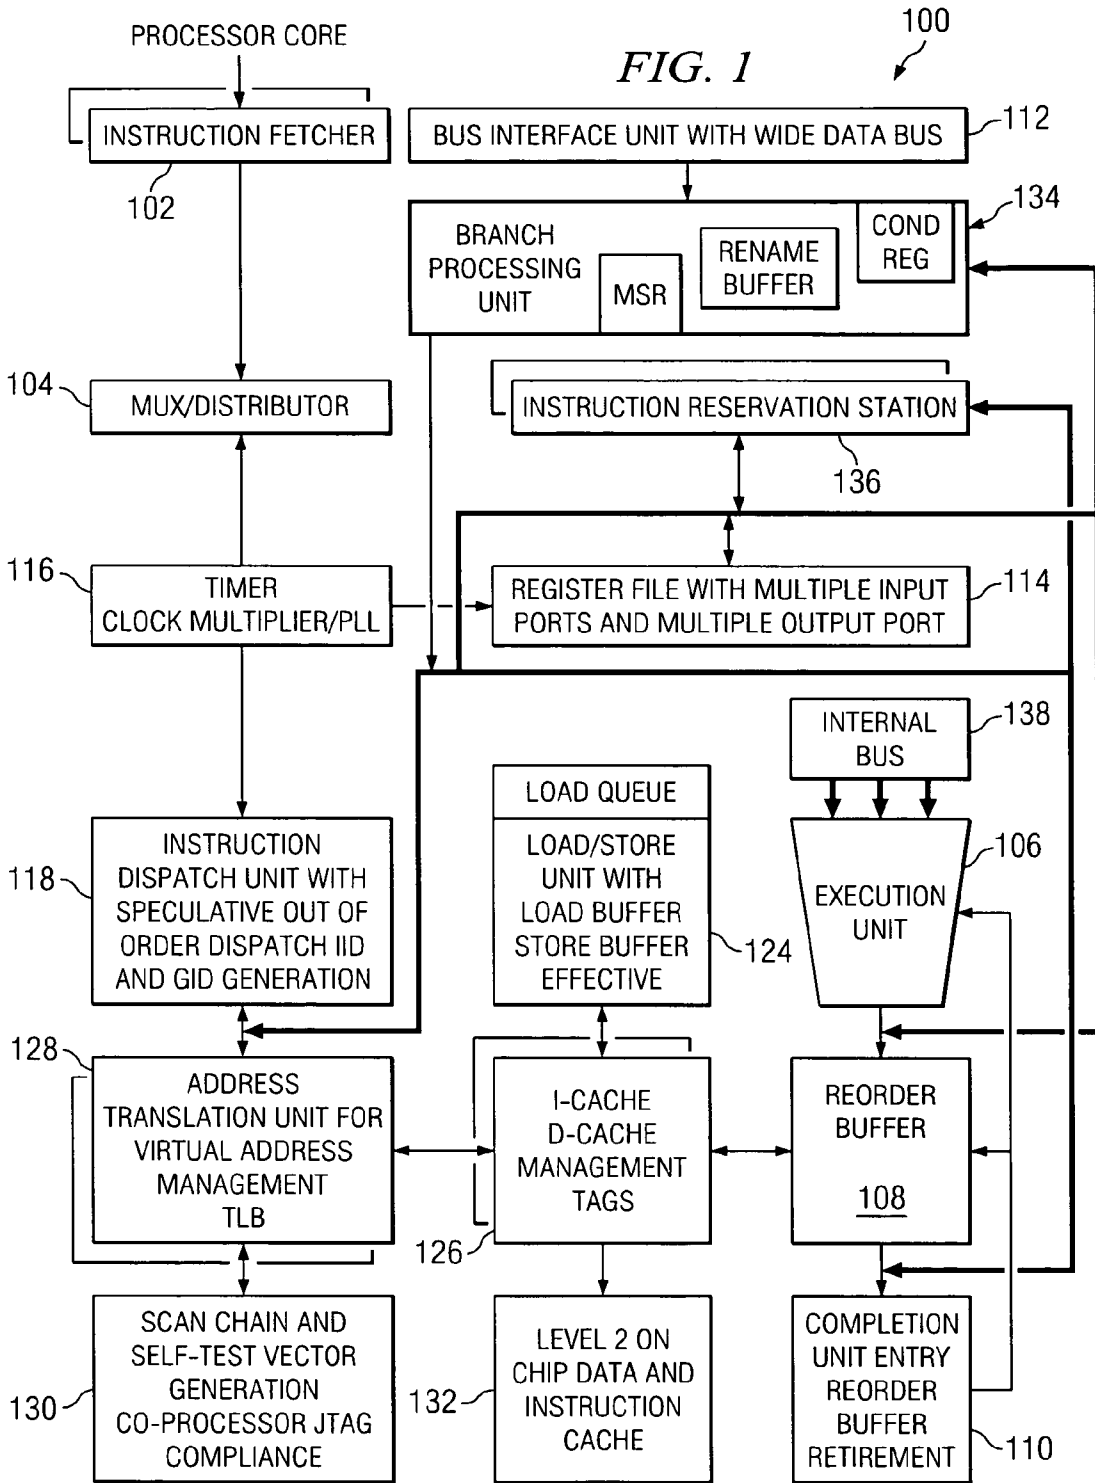 PROCESSOR CORE
FIG. 1
100
INSTRUCTION FETCHER
102
BUS INTERFACE UNIT WITH WIDE DATA BUS
112
134
BRANCH
PROCESSING
UNIT
MSR
RENAME
BUFFER
COND
REG
104
MUX/DISTRIBUTOR
INSTRUCTION RESERVATION STATION
136
116
TIMER
CLOCK MULTIPLIER/PLL
REGISTER FILE WITH MULTIPLE INPUT
PORTS AND MULTIPLE OUTPUT PORT
114
INTERNAL
BUS
138
118
INSTRUCTION
DISPATCH UNIT WITH
SPECULATIVE OUT OF
ORDER DISPATCH IID
AND GID GENERATION
LOAD QUEUE
LOAD/STORE
UNIT WITH
LOAD BUFFER
STORE BUFFER
EFFECTIVE
124
106
EXECUTION
UNIT
128
ADDRESS
TRANSLATION UNIT FOR
VIRTUAL ADDRESS
MANAGEMENT
TLB
I-CACHE
D-CACHE
MANAGEMENT
TAGS
126
REORDER
BUFFER
108
130
SCAN CHAIN AND
SELF-TEST VECTOR
GENERATION
CO-PROCESSOR JTAG
COMPLIANCE
132
LEVEL 2 ON
CHIP DATA AND
INSTRUCTION
CACHE
COMPLETION
UNIT ENTRY
REORDER
BUFFER
RETIREMENT
110